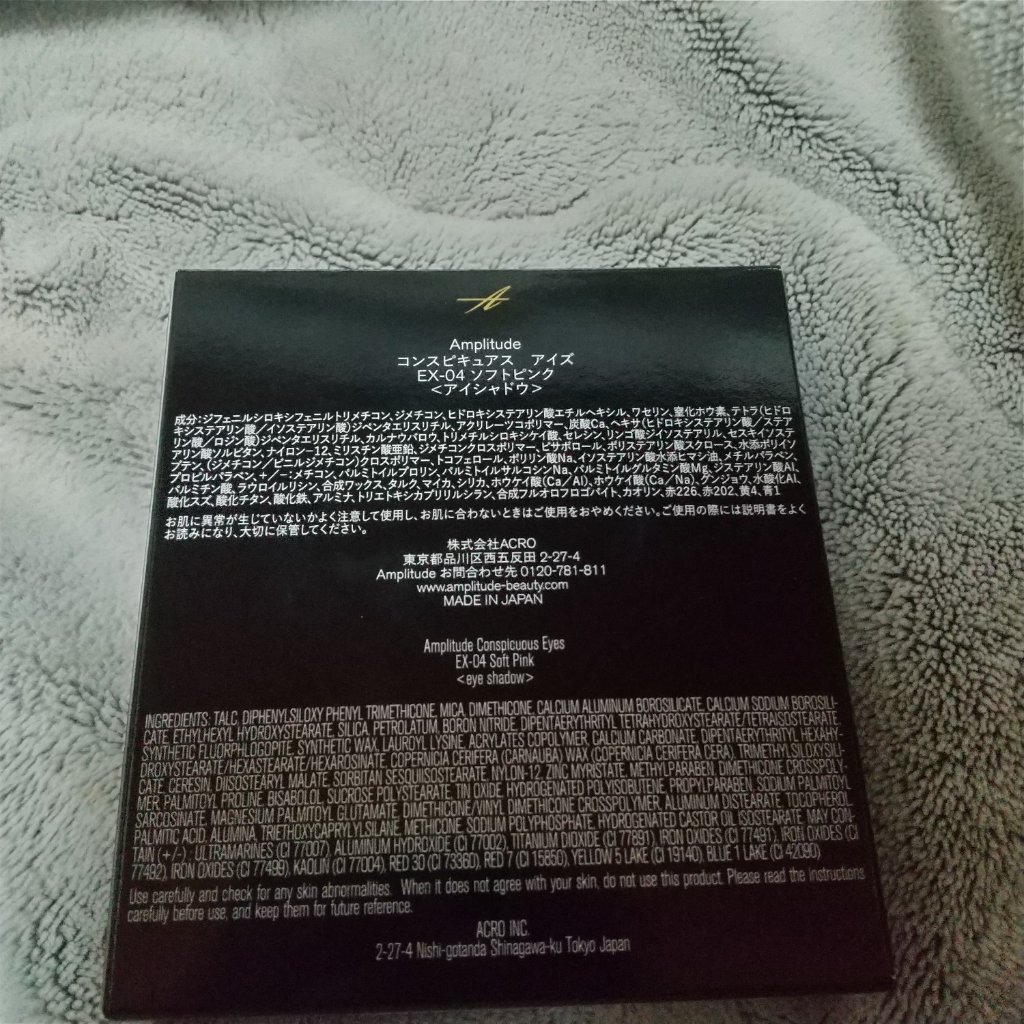 Amplitude
コンスピキュアス アイズ
EX-04 ソフトピンク
<アイシャドウ>
成分:ジフェニルシロキシフェニルトリメチコン、ジメチコン、ヒドロキシステアリン酸エチルヘキシル、ワセリン、窒化ホウ素、テトラ(ヒドロ
キシステアリン酸/イソステアリン酸)ジペンタエリスリチル、アクリレーツコポリマー、炭酸Ca、ヘキサ(ヒドロキシステアリン酸/ステア
リン酸/ロジン酸)ジペンタエリスリチル、カルナウバロウ、トリメチルシロキシケイ酸、セレシン、リンゴ酸ジイソステアリル、セスキイソステ
アリン酸ソルビタン、ナイロン-12、ミリスチン酸亜鉛、ジメチコンクロスポリマー、ビサボロール、ポリステアリン酸スクロース、水添ポリイソ
ブテン、(ジメチコン/ビニルジメチコン)クロスポリマー、トコフェロール、ポリリン酸Na、イソステアリン酸水添ヒマシ油、メチルパラベン、
プロピルパラベン、ハイメチコン、パルミトイルプロリン、パルミトイルサルコシンNa、パルミトイルグルタミン酸Mg、ジステアリン酸Al、
パルミチン酸、ラウロイルリシン、合成ワックス、タルク、マイカ、シリカ、ホウケイ酸(Ca/Al)、ホウケイ酸(Ca/Na)、グンジョウ、水酸化Al、
酸化スズ、酸化チタン、酸化鉄、アルミナ、トリエトキシカプリリルシラン、合成フルオロフロゴパイト、カオリン、赤226、赤202、黄4、青1
お肌に異常が生じていないかよく注意して使用し、お肌に合わないときはご使用をおやめください。ご使用の際には説明書をよく
お読みになり、大切に保管してください。
株式会社ACRO
東京都品川区西五反田 2-27-4
Amplitude お問合わせ先 0120-781-811
www.amplitude-beauty.com
MADE IN JAPAN
Amplitude Conspicuous Eyes
EX-04 Soft Pink
<eye shadow>
INGREDIENTS: TALC, DIPHENYLSILOXY PHENYL TRIMETHICONE, MICA, DIMETHICONE, CALCIUM ALUMINUM BOROSILICATE, CALCIUM SODIUM BOROSILI-
CATE, ETHYLHEXYL HYDROXYSTEARATE, SILICA, PETROLATUM, BORON NITRIDE, DIPENTAERYTHRITYL TETRAHYDROXYSTEARATE/TETRAISOSTEARATE,
SYNTHETIC FLUORPHLOGOPITE, SYNTHETIC WAX, LAUROYL LYSINE, ACRYLATES COPOLYMER, CALCIUM CARBONATE, DIPENTAERYTHRITYL HEXAHY-
DROXYSTEARATE/HEXASTEARATE/HEXAROSINATE, COPERNICIA CERIFERA (CARNAUBA) WAX (COPERNICIA CERIFERA CERA), TRIMETHYLSILOXYSILI-
CATE, CERESIN, DIISOSTEARYL MALATE, SORBITAN SESQUIISOSTEARATE, NYLON-12, ZINC MYRISTATE, METHYLPARABEN, DIMETHICONE CROSSPOLY-
MER, PALMITOYL PROLINE, BISABOLOL, SUCROSE POLYSTEARATE, TIN OXIDE, HYDROGENATED POLYISOBUTENE, PROPYLPARABEN, SODIUM PALMITOYL
SARCOSINATE, MAGNESIUM PALMITOYL GLUTAMATE, DIMETHICONE/VINYL DIMETHICONE CROSSPOLYMER, ALUMINUM DISTEARATE, TOCOPHEROL,
PALMITIC ACID, ALUMINA, TRIETHOXYCAPRYLYLSILANE, METHICONE, SODIUM POLYPHOSPHATE, HYDROGENATED CASTOR OIL ISOSTEARATE, MAY CON-
TAIN (+/-) : ULTRAMARINES (CI 77007), ALUMINUM HYDROXIDE (CI 77002), TITANIUM DIOXIDE (CI 77891), IRON OXIDES (CI 77491), IRON OXIDES (CI
77492), IRON OXIDES (CI 77499), KAOLIN (CI 77004), RED 30 (CI 73360), RED 7 (CI 15850), YELLOW 5 LAKE (CI 19140), BLUE 1 LAKE (CI 42090)
Use carefully and check for any skin abnormalities. When it does not agree with your skin, do not use this product. Please read the instructions
carefully before use, and keep them for future reference.
ACRO INC.
2-27-4 Nishi-gotanda Shinagawa-ku Tokyo Japan